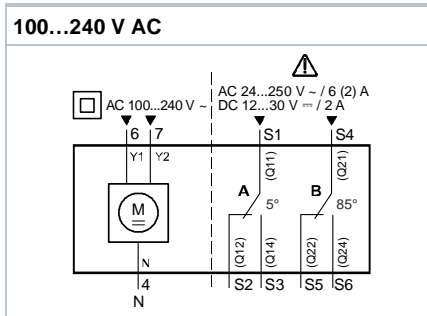 100...240 V AC
AC 100...240 V ~
AC 24...250 V ~ / 6 (2) A
DC 12...30 V ⎓ / 2 A
6 7 S1 S4
Y1 Y2 (Q11) (Q21)
A B
M 5° 85°
N (Q12) (Q14) (Q22) (Q24)
4 S2 S3 S5 S6
N